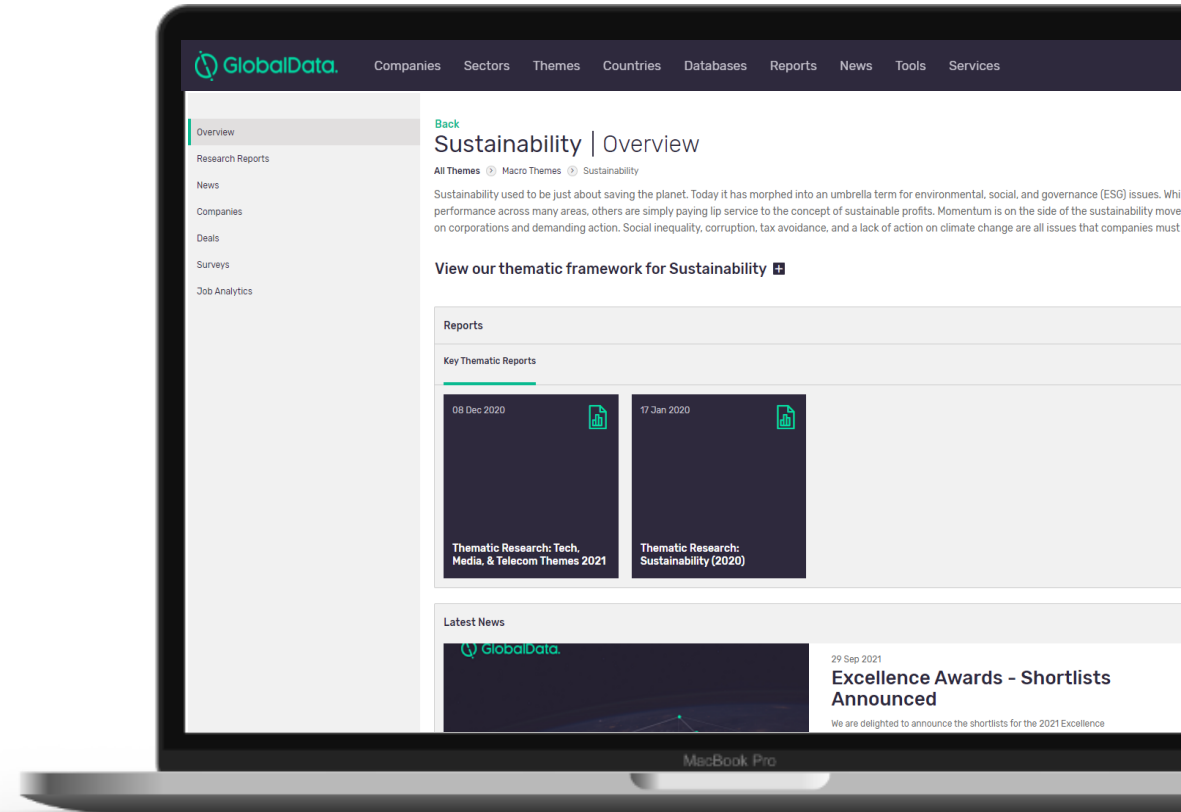 GlobalData.
Companies Sectors Themes Countries Databases Reports News Tools Services
Overview
Research Reports
News
Companies
Deals
Surveys
Job Analytics
Back
Sustainability | Overview
All Themes Macro Themes Sustainability
Sustainability used to be just about saving the planet. Today it has morphed into an umbrella term for environmental, social, and governance (ESG) issues. Whi
performance across many areas, others are simply paying lip service to the concept of sustainable profits. Momentum is on the side of the sustainability move
on corporations and demanding action. Social inequality, corruption, tax avoidance, and a lack of action on climate change are all issues that companies must
View our thematic framework for Sustainability
Reports
Key Thematic Reports
08 Dec 2020
Thematic Research: Tech,
Media, & Telecom Themes 2021
17 Jan 2020
Thematic Research:
Sustainability (2020)
Latest News
GlobalData.
29 Sep 2021
Excellence Awards - Shortlists
Announced
We are delighted to announce the shortlists for the 2021 Excellence
MacBook Pro